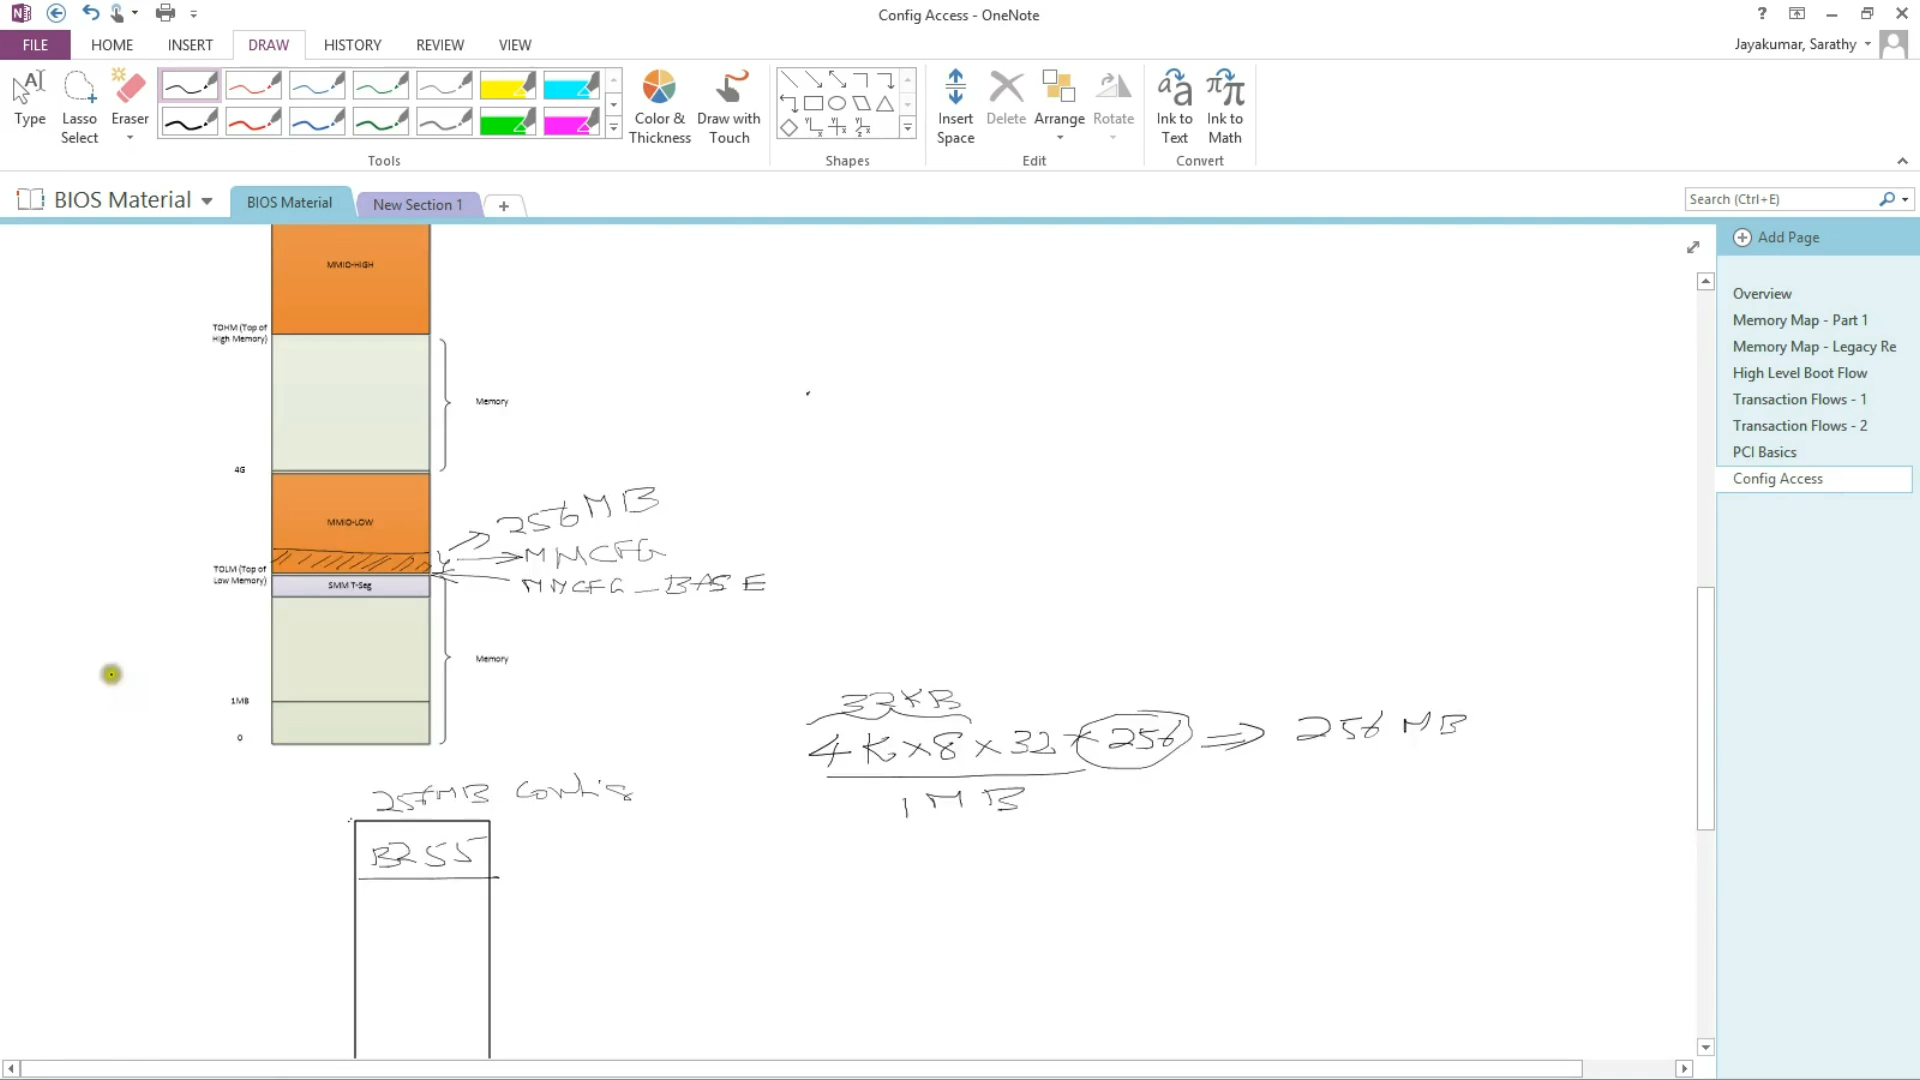 Config Access - OneNote
?
FILE HOME INSERT DRAW HISTORY REVIEW VIEW
Jayakumar, Sarathy
Type
Lasso Select
Eraser
Color & Thickness
Draw with Touch
Insert Space
Delete
Arrange
Rotate
Ink to Text
Ink to Math
Tools
Shapes
Edit
Convert
BIOS Material
BIOS Material
New Section 1
+
Search (Ctrl+E)
Add Page
Overview
Memory Map - Part 1
Memory Map - Legacy Re
High Level Boot Flow
Transaction Flows - 1
Transaction Flows - 2
PCI Basics
Config Access
MMIO-HIGH
TOHM (Top of
High Memory)
Memory
4G
MMIO-LOW
256MB
MMCFG
MMCFG_BASE
TOLM (Top of
Low Memory)
SMM T-Seg
Memory
1MB
0
32KB
4K×8×32×256 ⇒ 256 MB
1MB
256MB Config
B255